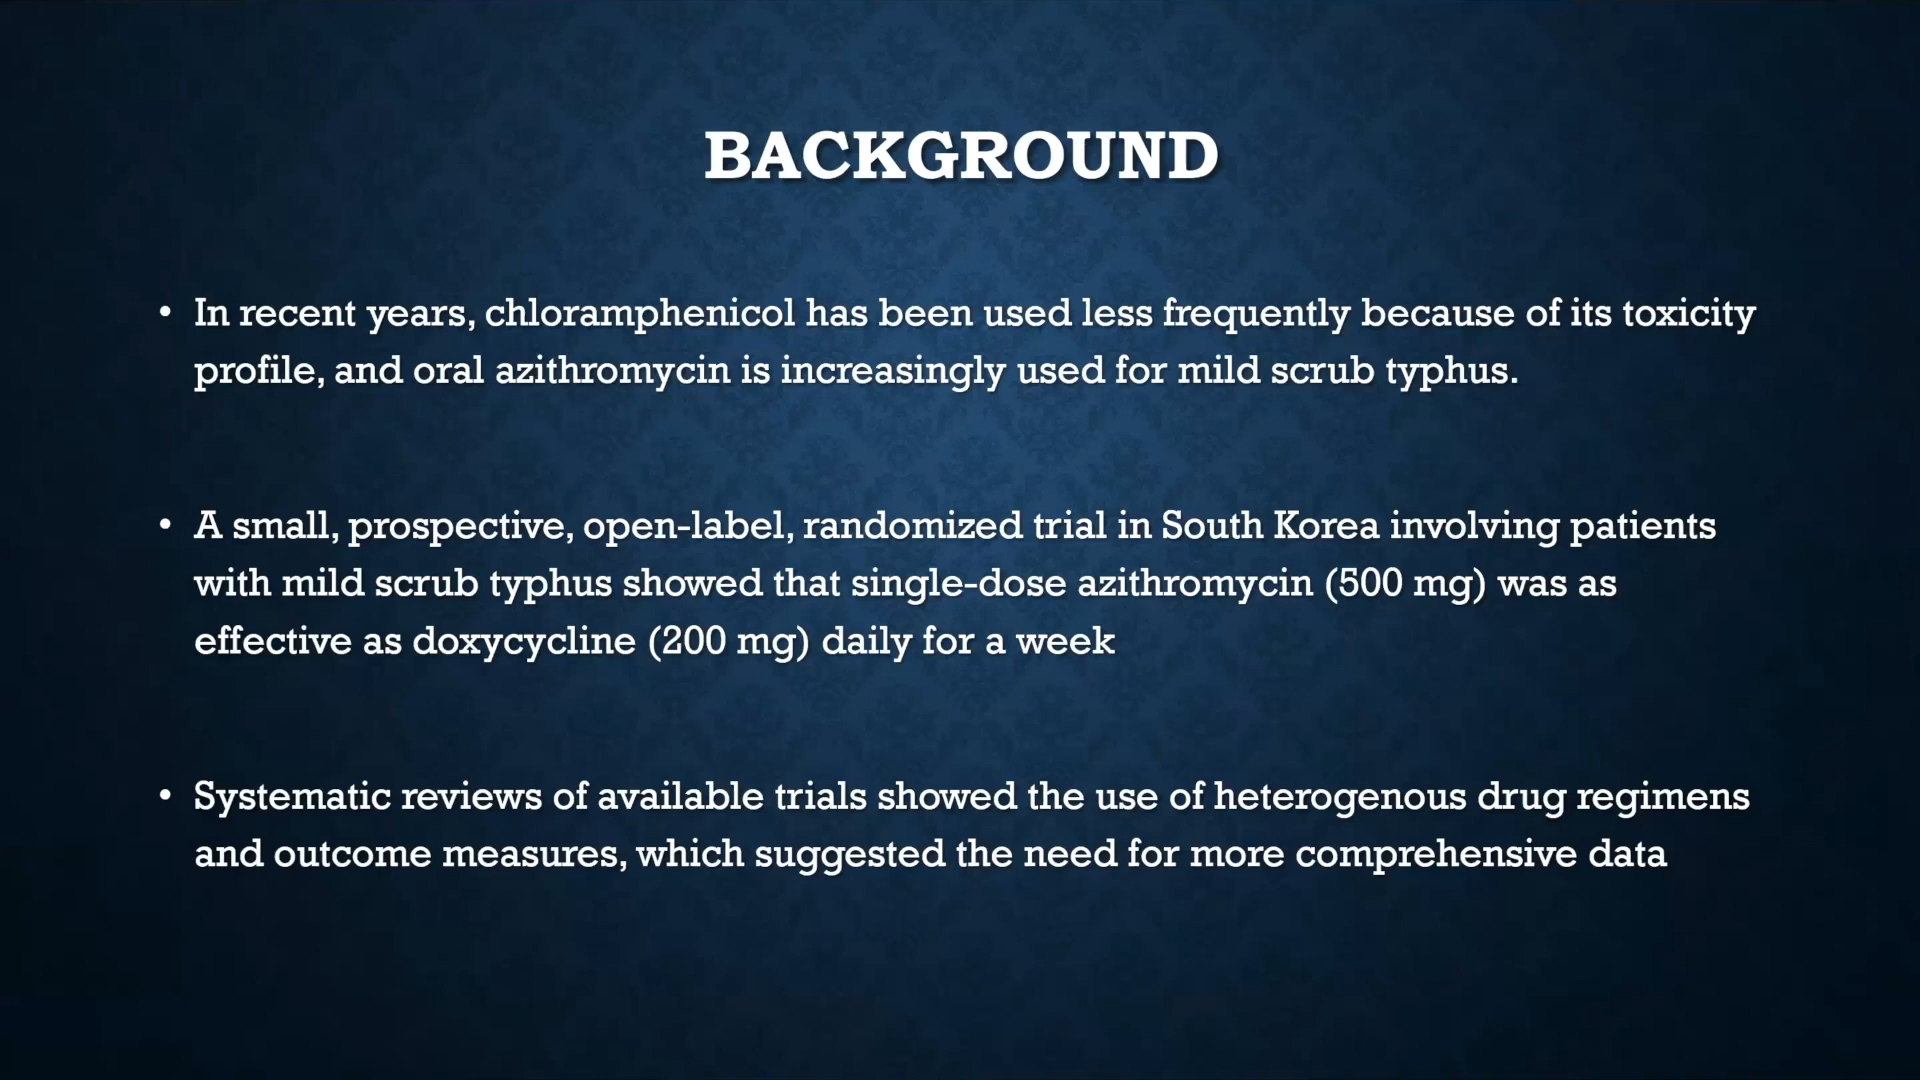 BACKGROUND
• In recent years, chloramphenicol has been used less frequently because of its toxicity
profile, and oral azithromycin is increasingly used for mild scrub typhus.
• A small, prospective, open-label, randomized trial in South Korea involving patients
with mild scrub typhus showed that single-dose azithromycin (500 mg) was as
effective as doxycycline (200 mg) daily for a week
• Systematic reviews of available trials showed the use of heterogenous drug regimens
and outcome measures, which suggested the need for more comprehensive data